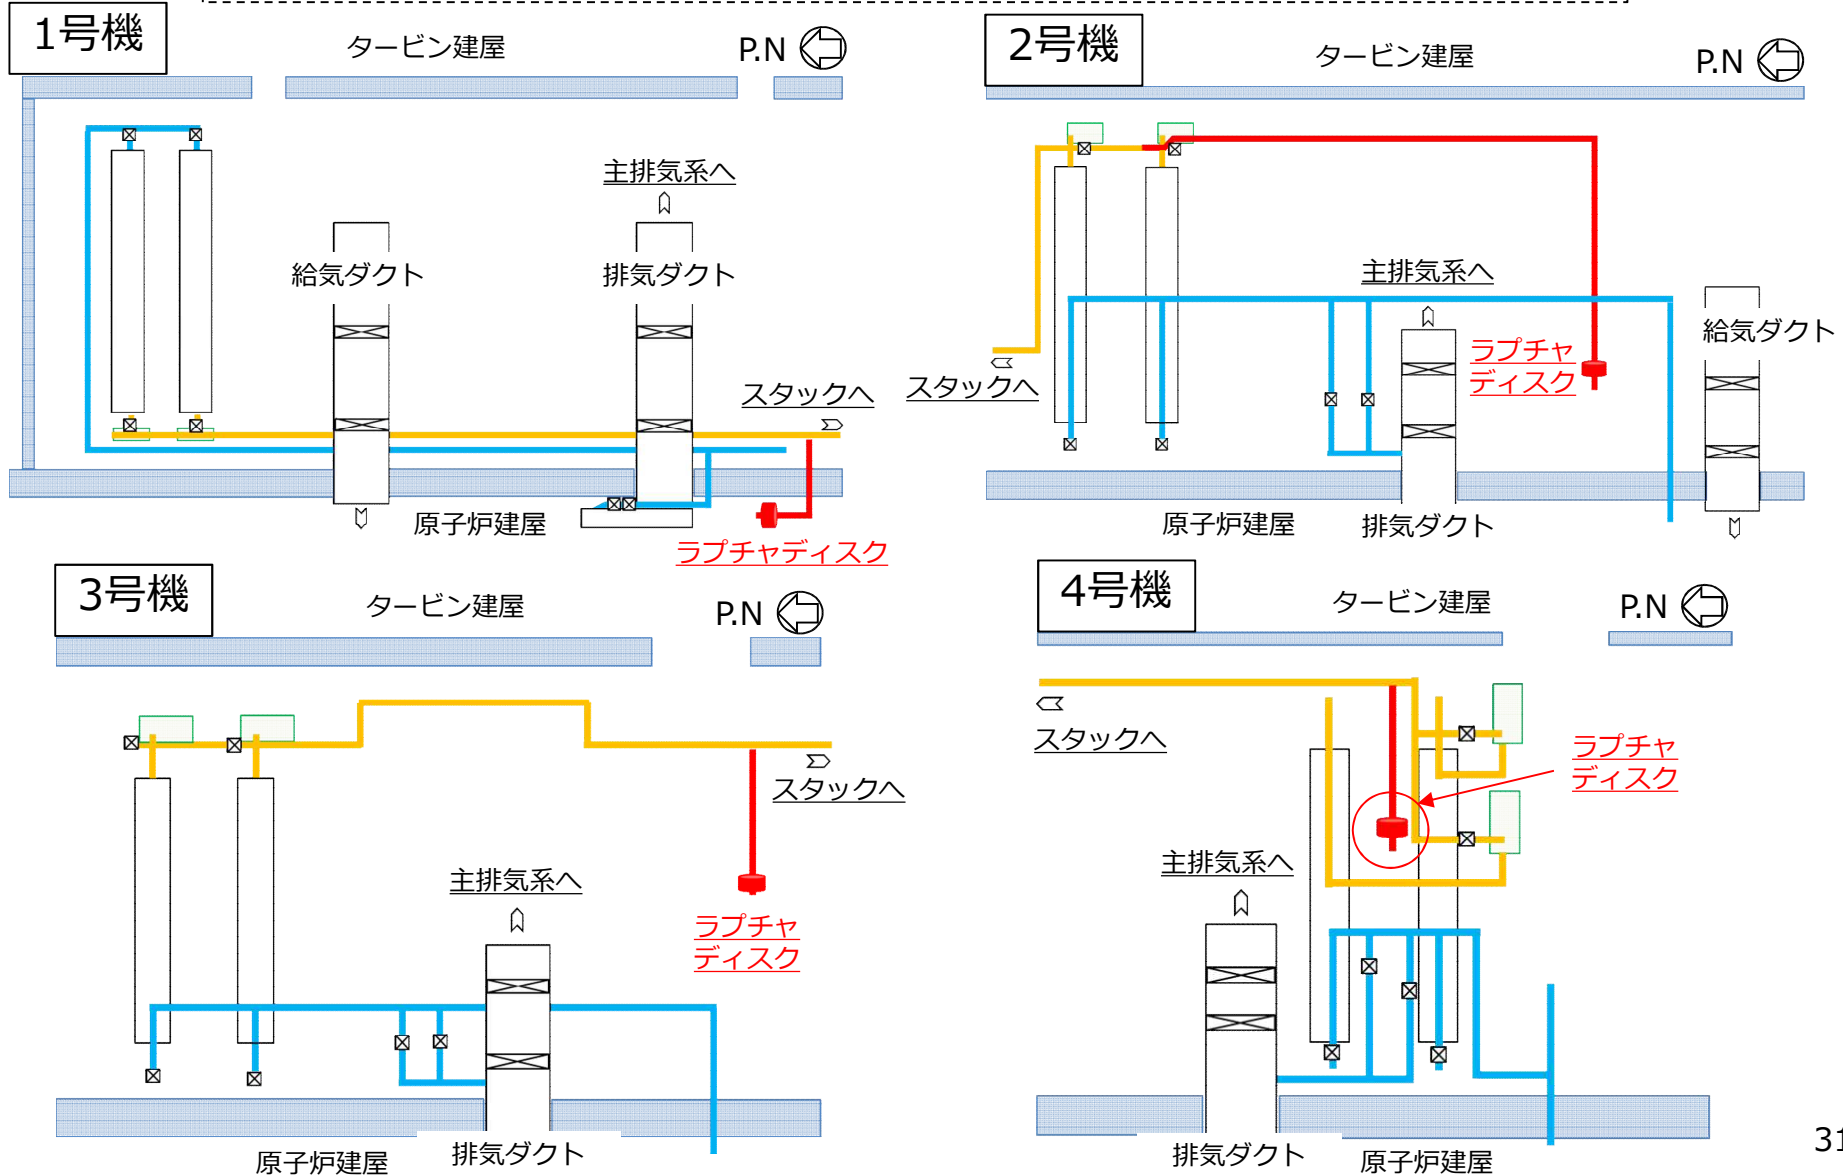 1号機
タービン建屋
P.N
主排気系へ
給気ダクト
排気ダクト
スタックへ
原子炉建屋
ラプチャディスク
2号機
タービン建屋
P.N
主排気系へ
給気ダクト
ラプチャ
ディスク
スタックへ
原子炉建屋
排気ダクト
3号機
タービン建屋
P.N
スタックへ
主排気系へ
ラプチャ
ディスク
排気ダクト
原子炉建屋
4号機
タービン建屋
P.N
スタックへ
ラプチャ
ディスク
主排気系へ
排気ダクト
原子炉建屋
31